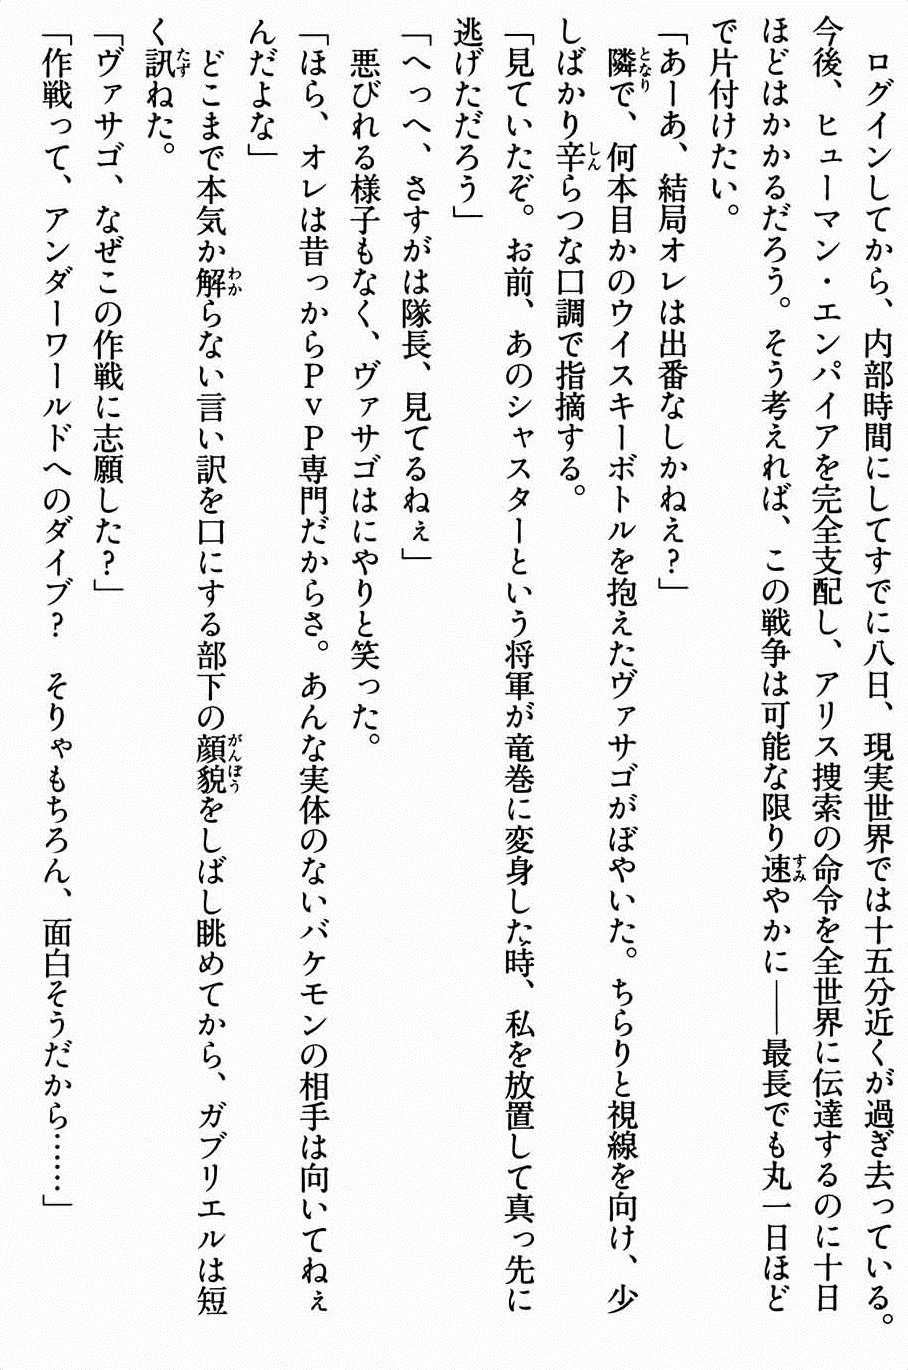 ログインしてから、内部時間にしてすでに八日、現実世界では十五分近くが過ぎ去っている。
今後、ヒューマン・エンパイアを完全支配し、アリス捜索の命令を全世界に伝達するのに十日
ほどはかかるだろう。そう考えれば、この戦争は可能な限り速やかに――最長でも丸一日ほど
で片付けたい。
「あーあ、結局オレは出番なしかねえ？」
隣で、何本目かのウイスキーボトルを抱えたヴァサゴがぼやいた。ちらりと視線を向け、少
しばかり辛らつな口調で指摘する。
「見ていたぞ。お前、あのシャスターという将軍が竜巻に変身した時、私を放置して真っ先に
逃げただろう」
「へっへ、さすがは隊長、見てるねぇ」
悪びれる様子もなく、ヴァサゴはにやりと笑った。
「ほら、オレは昔っからＰｖＰ専門だからさ。あんな実体のないバケモンの相手は向いてねぇ
んだよな」
どこまで本気か解らない言い訳を口にする部下の顔貌をしばし眺めてから、ガブリエルは短
く訊ねた。
「ヴァサゴ、なぜこの作戦に志願した？」
「作戦って、アンダーワールドへのダイブ？　そりゃもちろん、面白そうだから……」